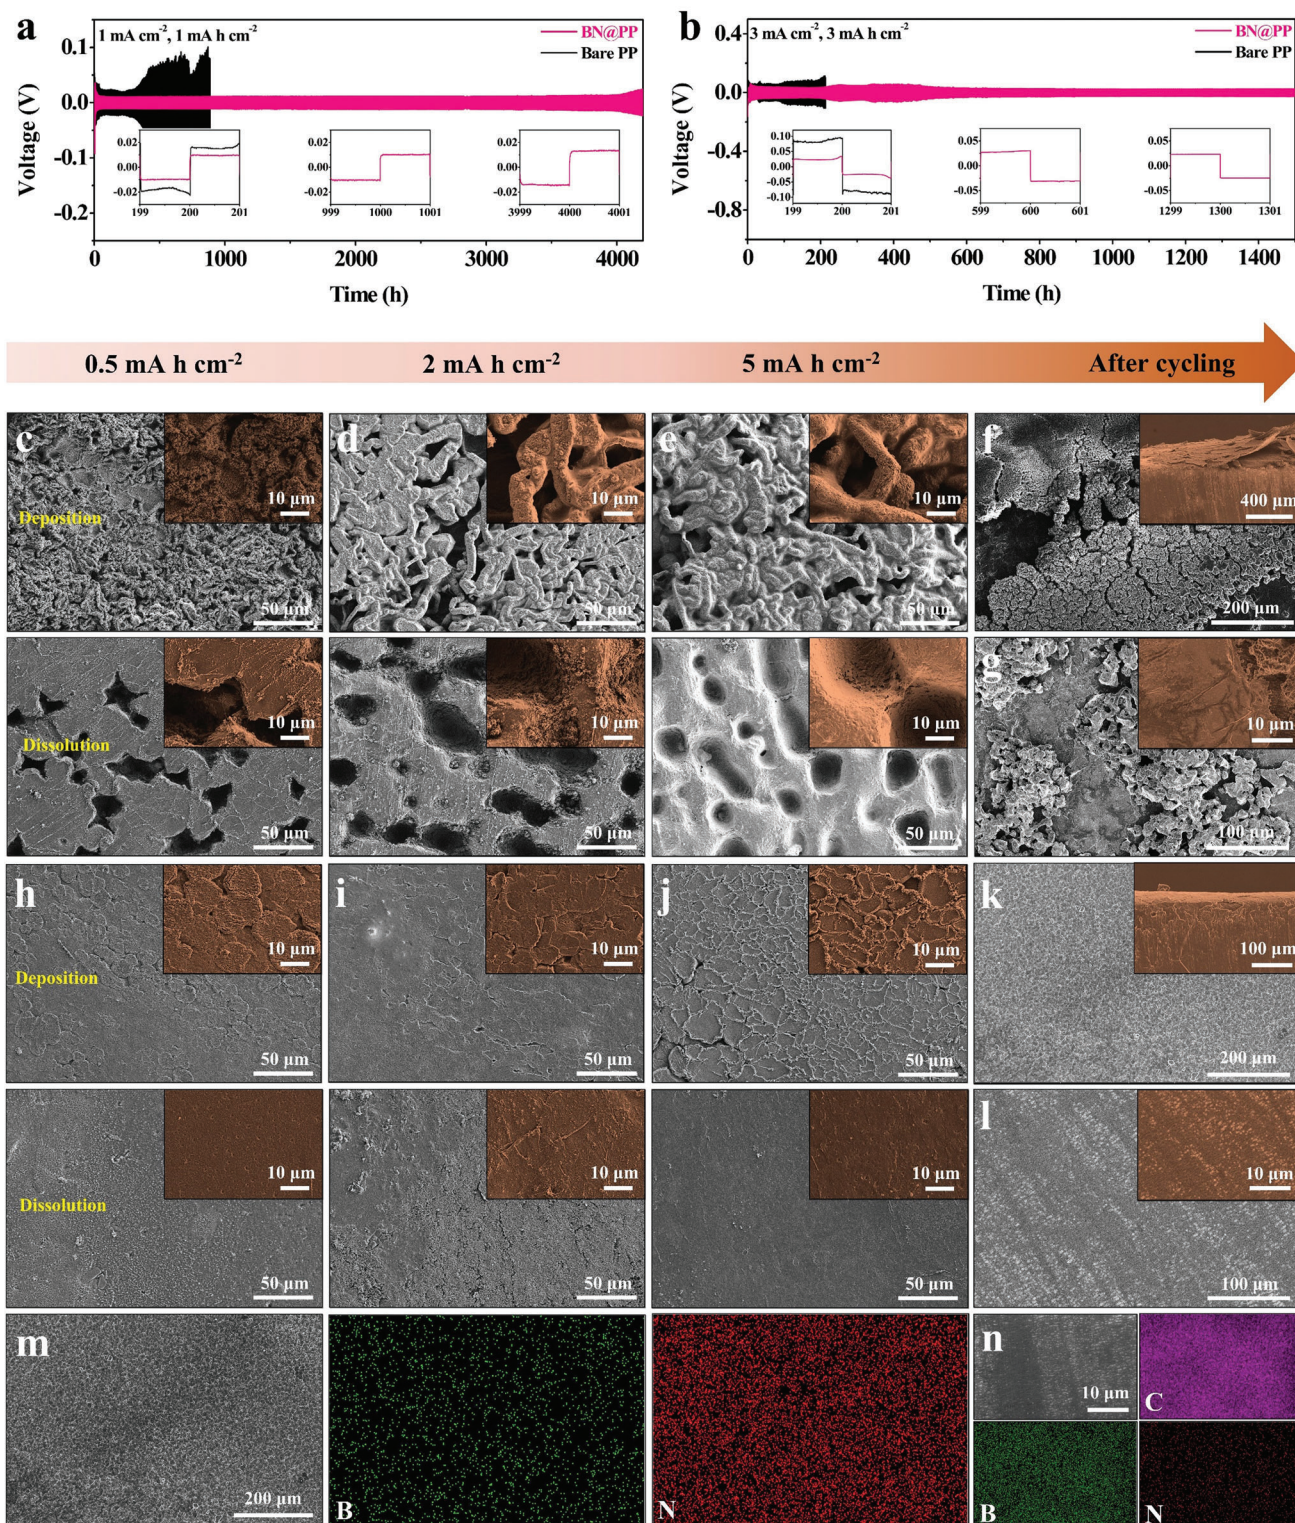 a
1 mA cm-2, 1 mA h cm-2
BN@PP
Bare PP
Voltage (V)
0.1
0.0
-0.1
-0.2
0.02
0.00
-0.02
199 200 201
0.02
0.00
-0.02
999 1000 1001
0.02
0.00
-0.02
3999 4000 4001
0 1000 2000 3000 4000
Time (h)
b
3 mA cm-2, 3 mA h cm-2
BN@PP
Bare PP
Voltage (V)
0.4
0.0
-0.4
-0.8
0.10
0.05
0.00
-0.05
-0.10
199 200 201
0.05
0.00
-0.05
599 600 601
0.05
0.00
-0.05
1299 1300 1301
0 200 400 600 800 1000 1200 1400
Time (h)
0.5 mA h cm-2 2 mA h cm-2 5 mA h cm-2 After cycling
c
Deposition
10 μm
50 μm
d
10 μm
50 μm
e
10 μm
50 μm
f
400 μm
200 μm
Dissolution
10 μm
50 μm
10 μm
50 μm
10 μm
50 μm
g
10 μm
100 μm
h
Deposition
10 μm
50 μm
i
10 μm
50 μm
j
10 μm
50 μm
k
100 μm
200 μm
Dissolution
10 μm
50 μm
10 μm
50 μm
10 μm
50 μm
l
10 μm
100 μm
m
200 μm
B
N
n
10 μm
C
B
N